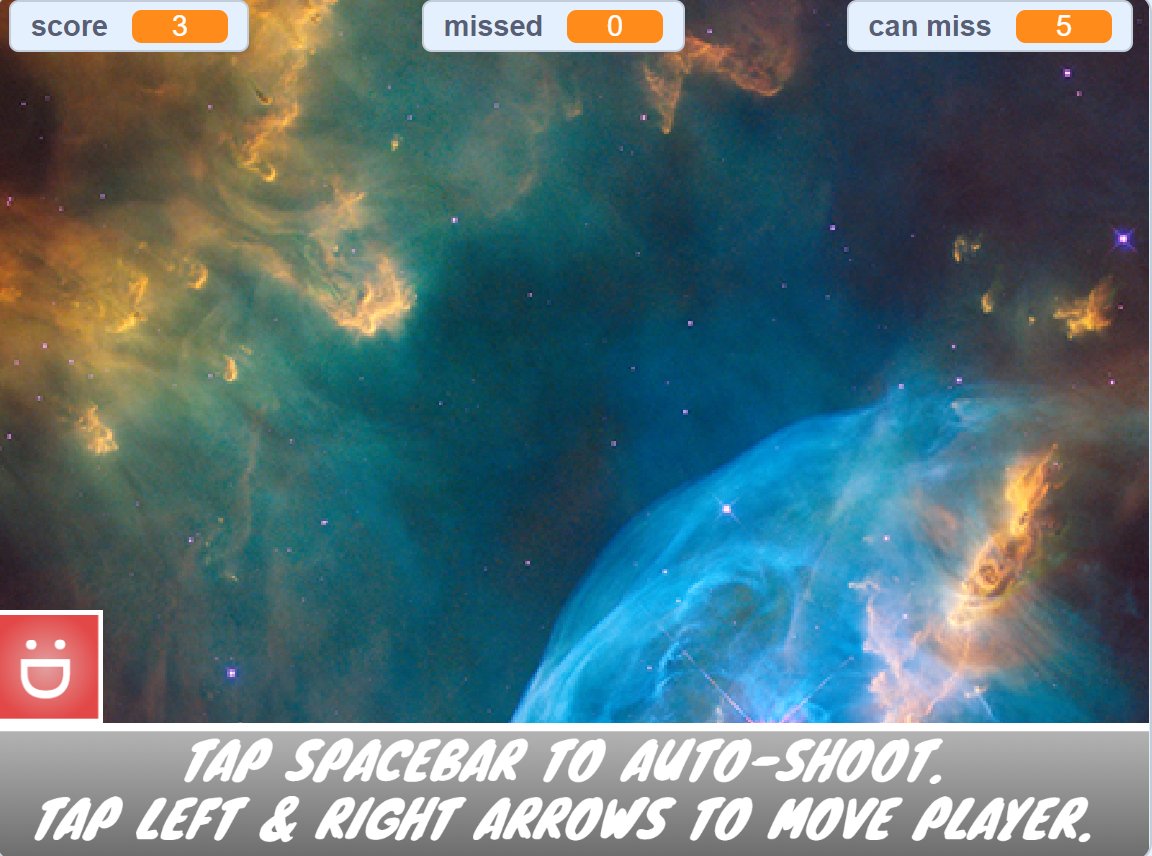 score 3 missed 0 can miss 5
TAP SPACEBAR TO AUTO-SHOOT.
TAP LEFT & RIGHT ARROWS TO MOVE PLAYER.